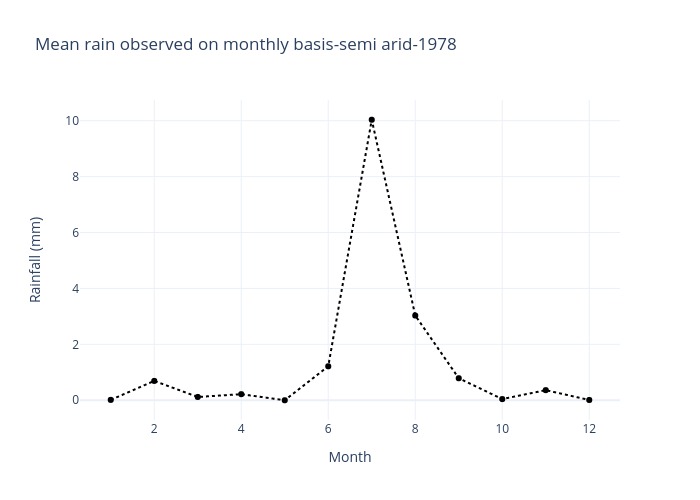 Mean rain observed on monthly basis-semi arid-1978
10
8
6
4
2
0
Rainfall (mm)
2 4 6 8 10 12
Month